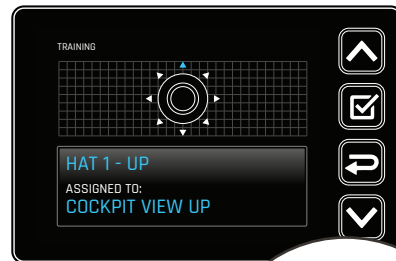 TRAINING
HAT 1 - UP
ASSIGNED TO:
COCKPIT VIEW UP